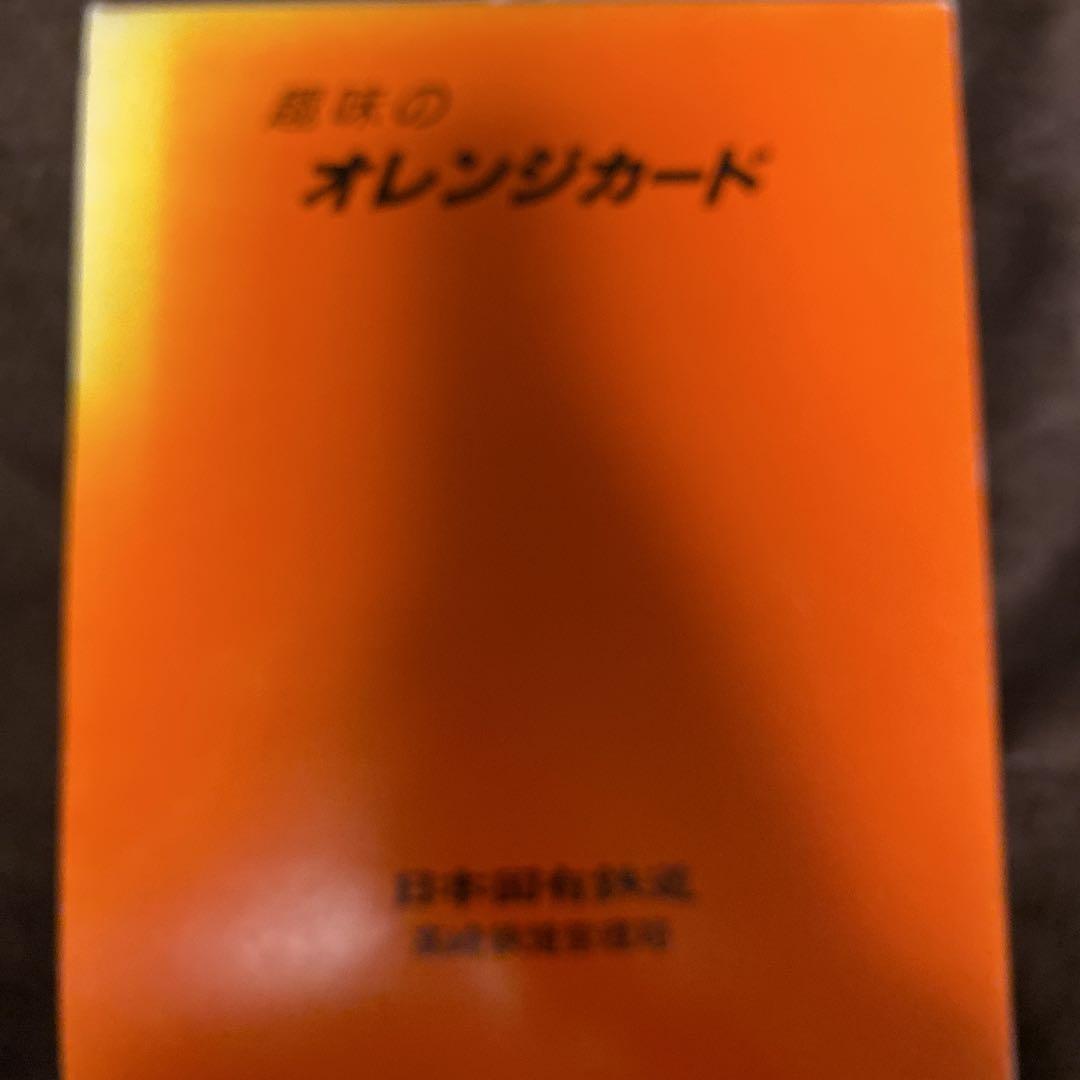 趣味の
オレンジカード
日本国有鉄道